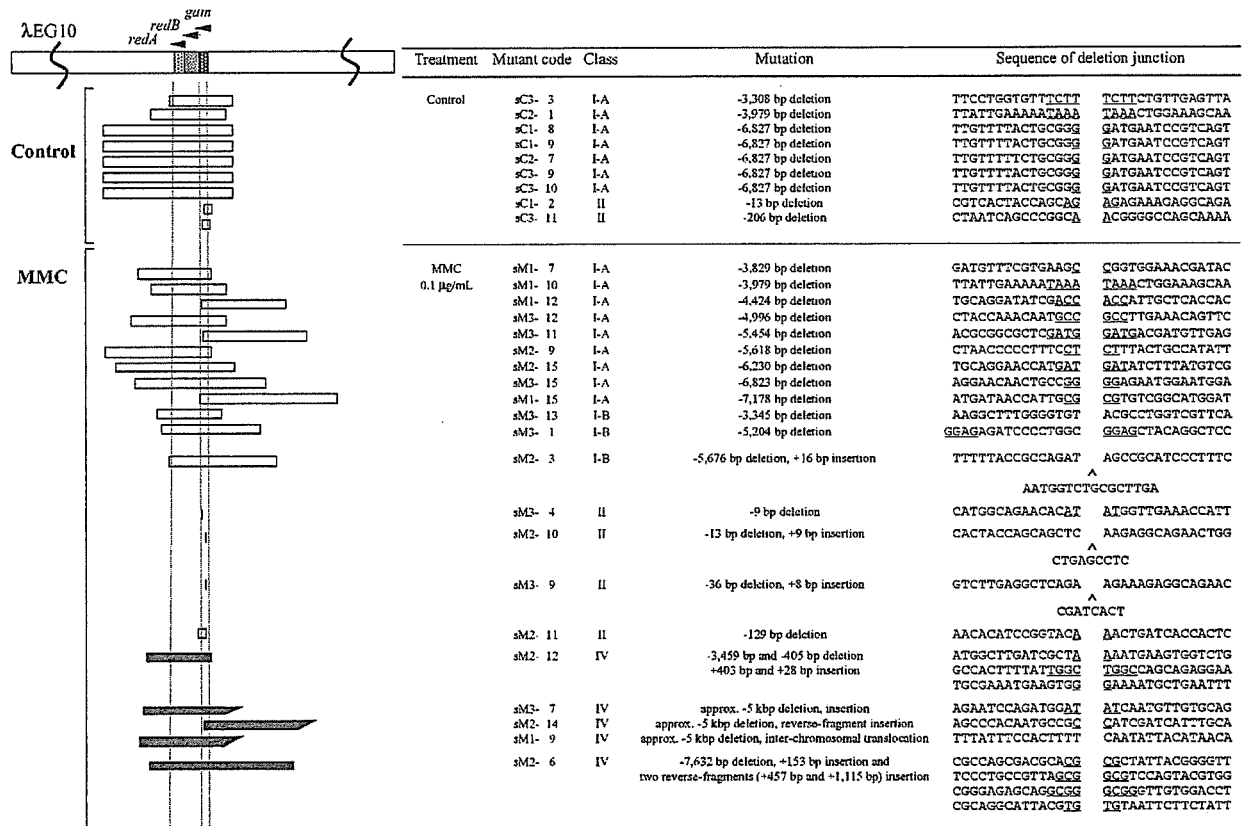 λEG10
gam
redB
redA
Treatment Mutant code Class Mutation Sequence of deletion junction
Control
Control sC3- 3 I-A -3,308 bp deletion TTCCTGGTGTTTCTT TCTTCTGTTGAGTTA
sC2- 1 I-A -3,979 bp deletion TTATTGAAAAATAAA TAAACTGGAAAGCAA
sC1- 8 I-A -6,827 bp deletion TTGTTTTACTGCGGG GATGAATCCGTCAGT
sC1- 9 I-A -6,827 bp deletion TTGTTTTACTGCGGG GATGAATCCGTCAGT
sC2- 7 I-A -6,827 bp deletion TTGTTTTACTGCGGG GATGAATCCGTCAGT
sC3- 9 I-A -6,827 bp deletion TTGTTTTACTGCGGG GATGAATCCGTCAGT
sC3- 10 I-A -6,827 bp deletion TTGTTTTACTGCGGG GATGAATCCGTCAGT
sC1- 2 II -13 bp deletion CGTCACTACCAGCAG AGAGAAAGAGGCAGA
sC3- 11 II -206 bp deletion CTAATCAGCCCGGCA ACGGGGCCAGCAAAA
MMC
MMC sM1- 7 I-A -3,829 bp deletion GATGTTTCGTGAAGC CGGTGGAAACGATAC
0.1 µg/mL sM1- 10 I-A -3,979 bp deletion TTATTGAAAAATAAA TAAACTGGAAAGCAA
sM1- 12 I-A -4,424 bp deletion TGCAGGATATCGACC ACCATTGCTCACCAC
sM3- 12 I-A -4,996 bp deletion CTACCAAACAATGCC GCCTTGAAACAGTTC
sM3- 11 I-A -5,454 bp deletion ACGCGGCGCTCGATG GATGACGATGTTGAG
sM2- 9 I-A -5,618 bp deletion CTAACCCCCTTTCCT CTTTACTGCCATATT
sM2- 15 I-A -6,230 bp deletion TGCAGGAACCATGAT GATATCTTTATGTCG
sM3- 15 I-A -6,823 bp deletion AGGAACAACTGCCGG GGAGAATGGAATGGA
sM1- 15 I-A -7,178 bp deletion ATGATAACCATTGCG CGTGTCGGCATGGAT
sM3- 13 I-B -3,345 bp deletion AAGGCTTTGGGGTGT ACGCCTGGTCGTTCA
sM3- 1 I-B -5,204 bp deletion GGAGAGATCCCCTGGC GGAGCTACAGGCTCC
sM2- 3 I-B -5,676 bp deletion, +16 bp insertion TTTTTACCGCCAGAT AGCCGCATCCCTTTC
^
AATGGTCTGCGCTTGA
sM3- 4 II -9 bp deletion CATGGCAGAACACAT ATGGTTGAAACCATT
sM2- 10 II -13 bp deletion, +9 bp insertion CACTACCAGCAGCTC AAGAGGCAGAACTGG
^
CTGAGCCTC
sM3- 9 II -36 bp deletion, +8 bp insertion GTCTTGAGGCTCAGA AGAAAGAGGCAGAAC
^
CGATCACT
sM2- 11 II -129 bp deletion AACACATCCGGTACA AACTGATCACCACTC
sM2- 12 IV -3,459 bp and -405 bp deletion ATGGCTTGATCGCTA AAATGAAGTGGTCTG
+403 bp and +28 bp insertion GCCACTTTTATTGGC TGGCCAGCAGAGGAA
TGCGAAATGAAGTGG GAAAATGCTGAATTT
sM3- 7 IV approx. -5 kbp deletion, insertion AGAATCCAGATGGAT ATCAATGTTGTGCAG
sM2- 14 IV approx. -5 kbp deletion, reverse-fragment insertion AGCCCACAATGCCGC CATCGATCATTTGCA
sM1- 9 IV approx. -5 kbp deletion, inter-chromosomal translocation TTTATTTCCACTTTTC CAATATTACATAACA
sM2- 6 IV -7,632 bp deletion, +153 bp insertion and CGCCAGCGACGCACG CGCTATTACGGGGTT
two reverse-fragments (+457 bp and +1,115 bp) insertion TCCCTGCCGTTAGCGG GCGTCCAGTACGTGG
CGGGAGAGCAGGCGGG GCGGGTTGTGGACCT
CGCAGGCATTACGTG TGTAATTCTTCTATT